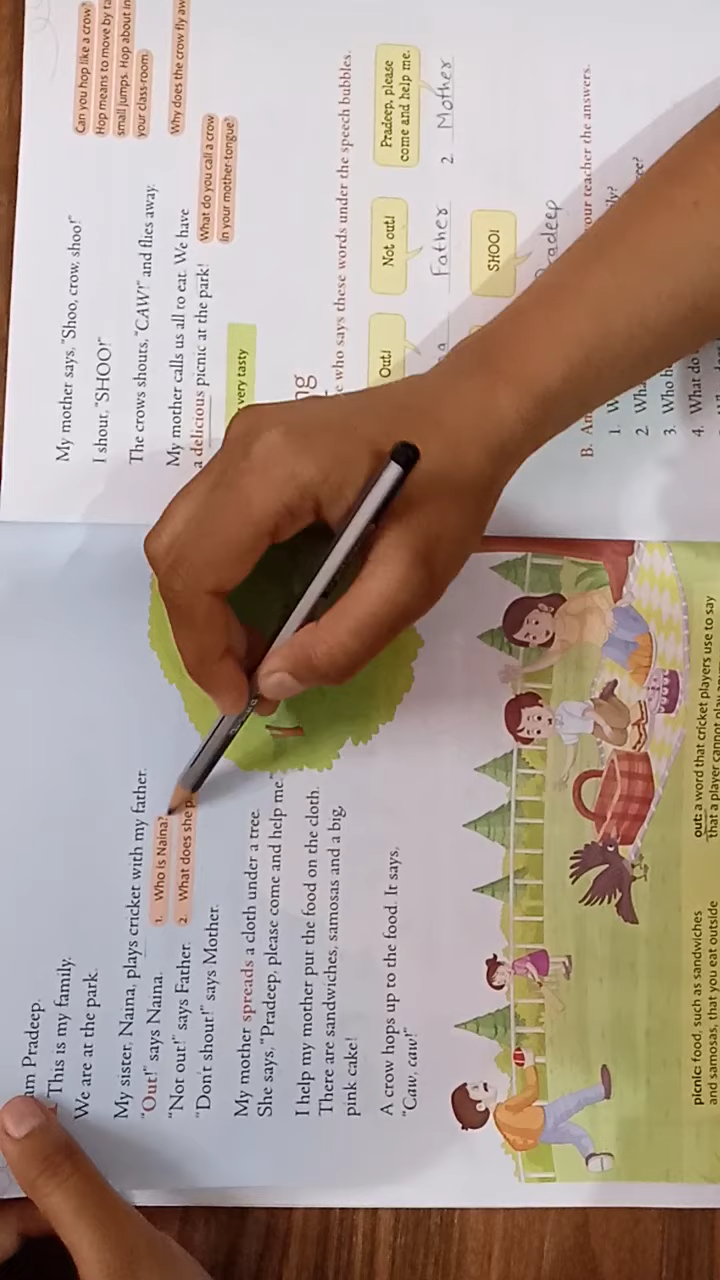 am Pradeep.
This is my family.
We are at the park.
My sister, Naina, plays cricket with my father.
"Out!" says Naina.
1. Who is Naina?
"Not out!" says Father.
2. What does she
"Don't shout!" says Mother.
My mother spreads a cloth under a tree.
She says, "Pradeep, please come and help me."
I help my mother put the food on the cloth.
There are sandwiches, samosas and a big,
pink cake!
A crow hops up to the food. It says,
"Caw, caw!"
picnic: food, such as sandwiches
and samosas, that you eat outside
out: a word that cricket players use to say
that a player cannot play
My mother says, "Shoo, crow, shoo!"
I shout, "SHOO!"
The crows shouts, "CAW!" and flies away.
My mother calls us all to eat. We have
a delicious picnic at the park!
Can you hop like a crow
Hop means to move by
small jumps. Hop about in
your class-room
Why does the crow fly
What do you call a crow
in your mother-tongue?
very tasty
who says these words under the speech bubbles.
Out!
Not out!
Pradeep, please
come and help me.
Father
2 Mother
SHOO!
Pradeep
B. your teacher the answers.
1.
2.
3. Who
4. What do